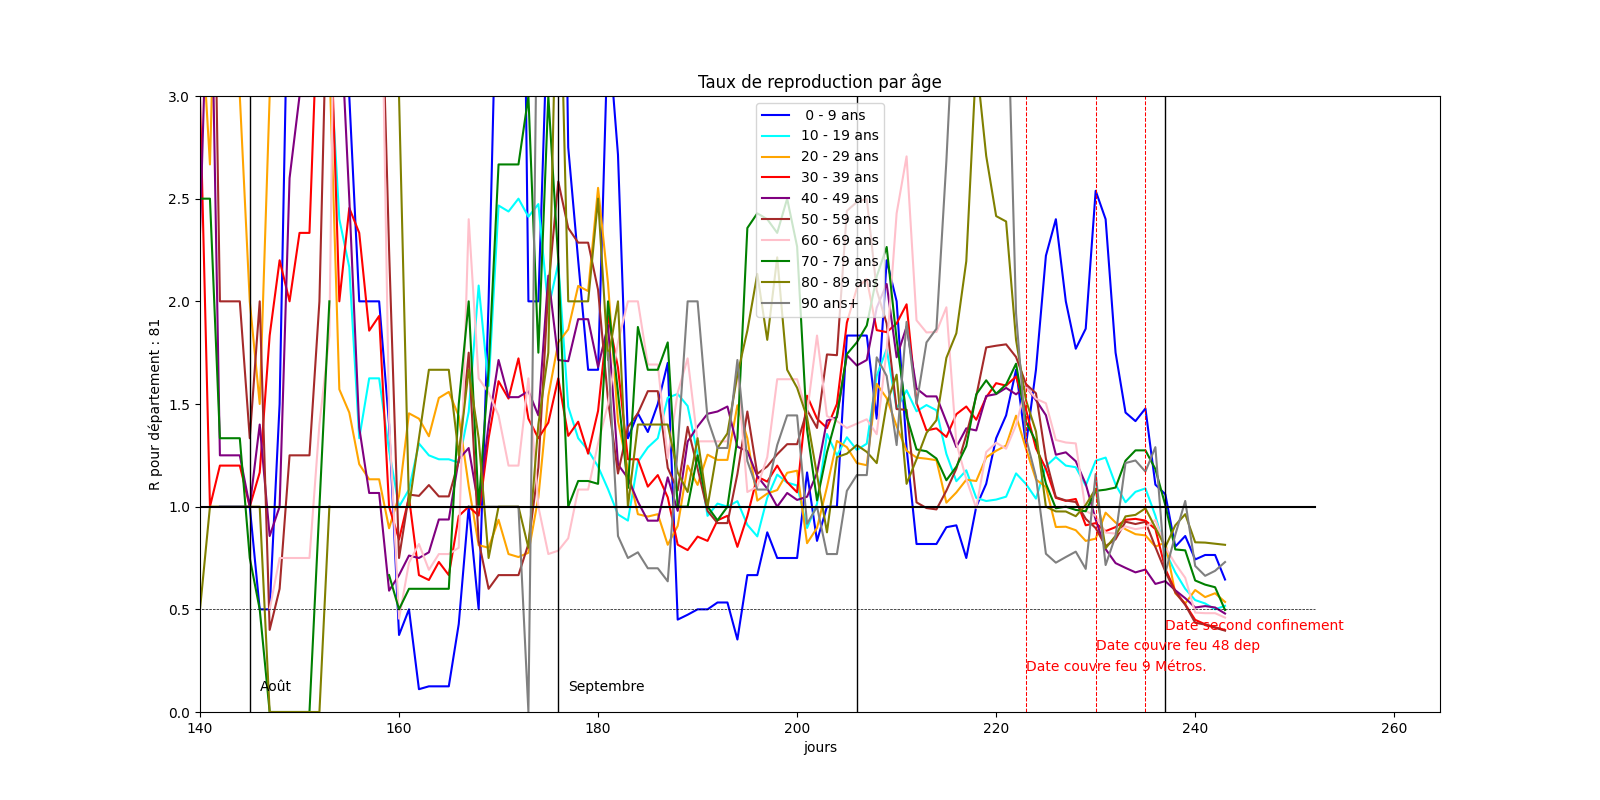 Taux de reproduction par âge
R pour département : 81
3.0
2.5
2.0
1.5
1.0
0.5
0.0
0 - 9 ans
10 - 19 ans
20 - 29 ans
30 - 39 ans
40 - 49 ans
50 - 59 ans
60 - 69 ans
70 - 79 ans
80 - 89 ans
90 ans+
Date second confinement
Date couvre feu 48 dep
Date couvre feu 9 Métros.
Août
Septembre
140
160
180
200
220
240
260
jours